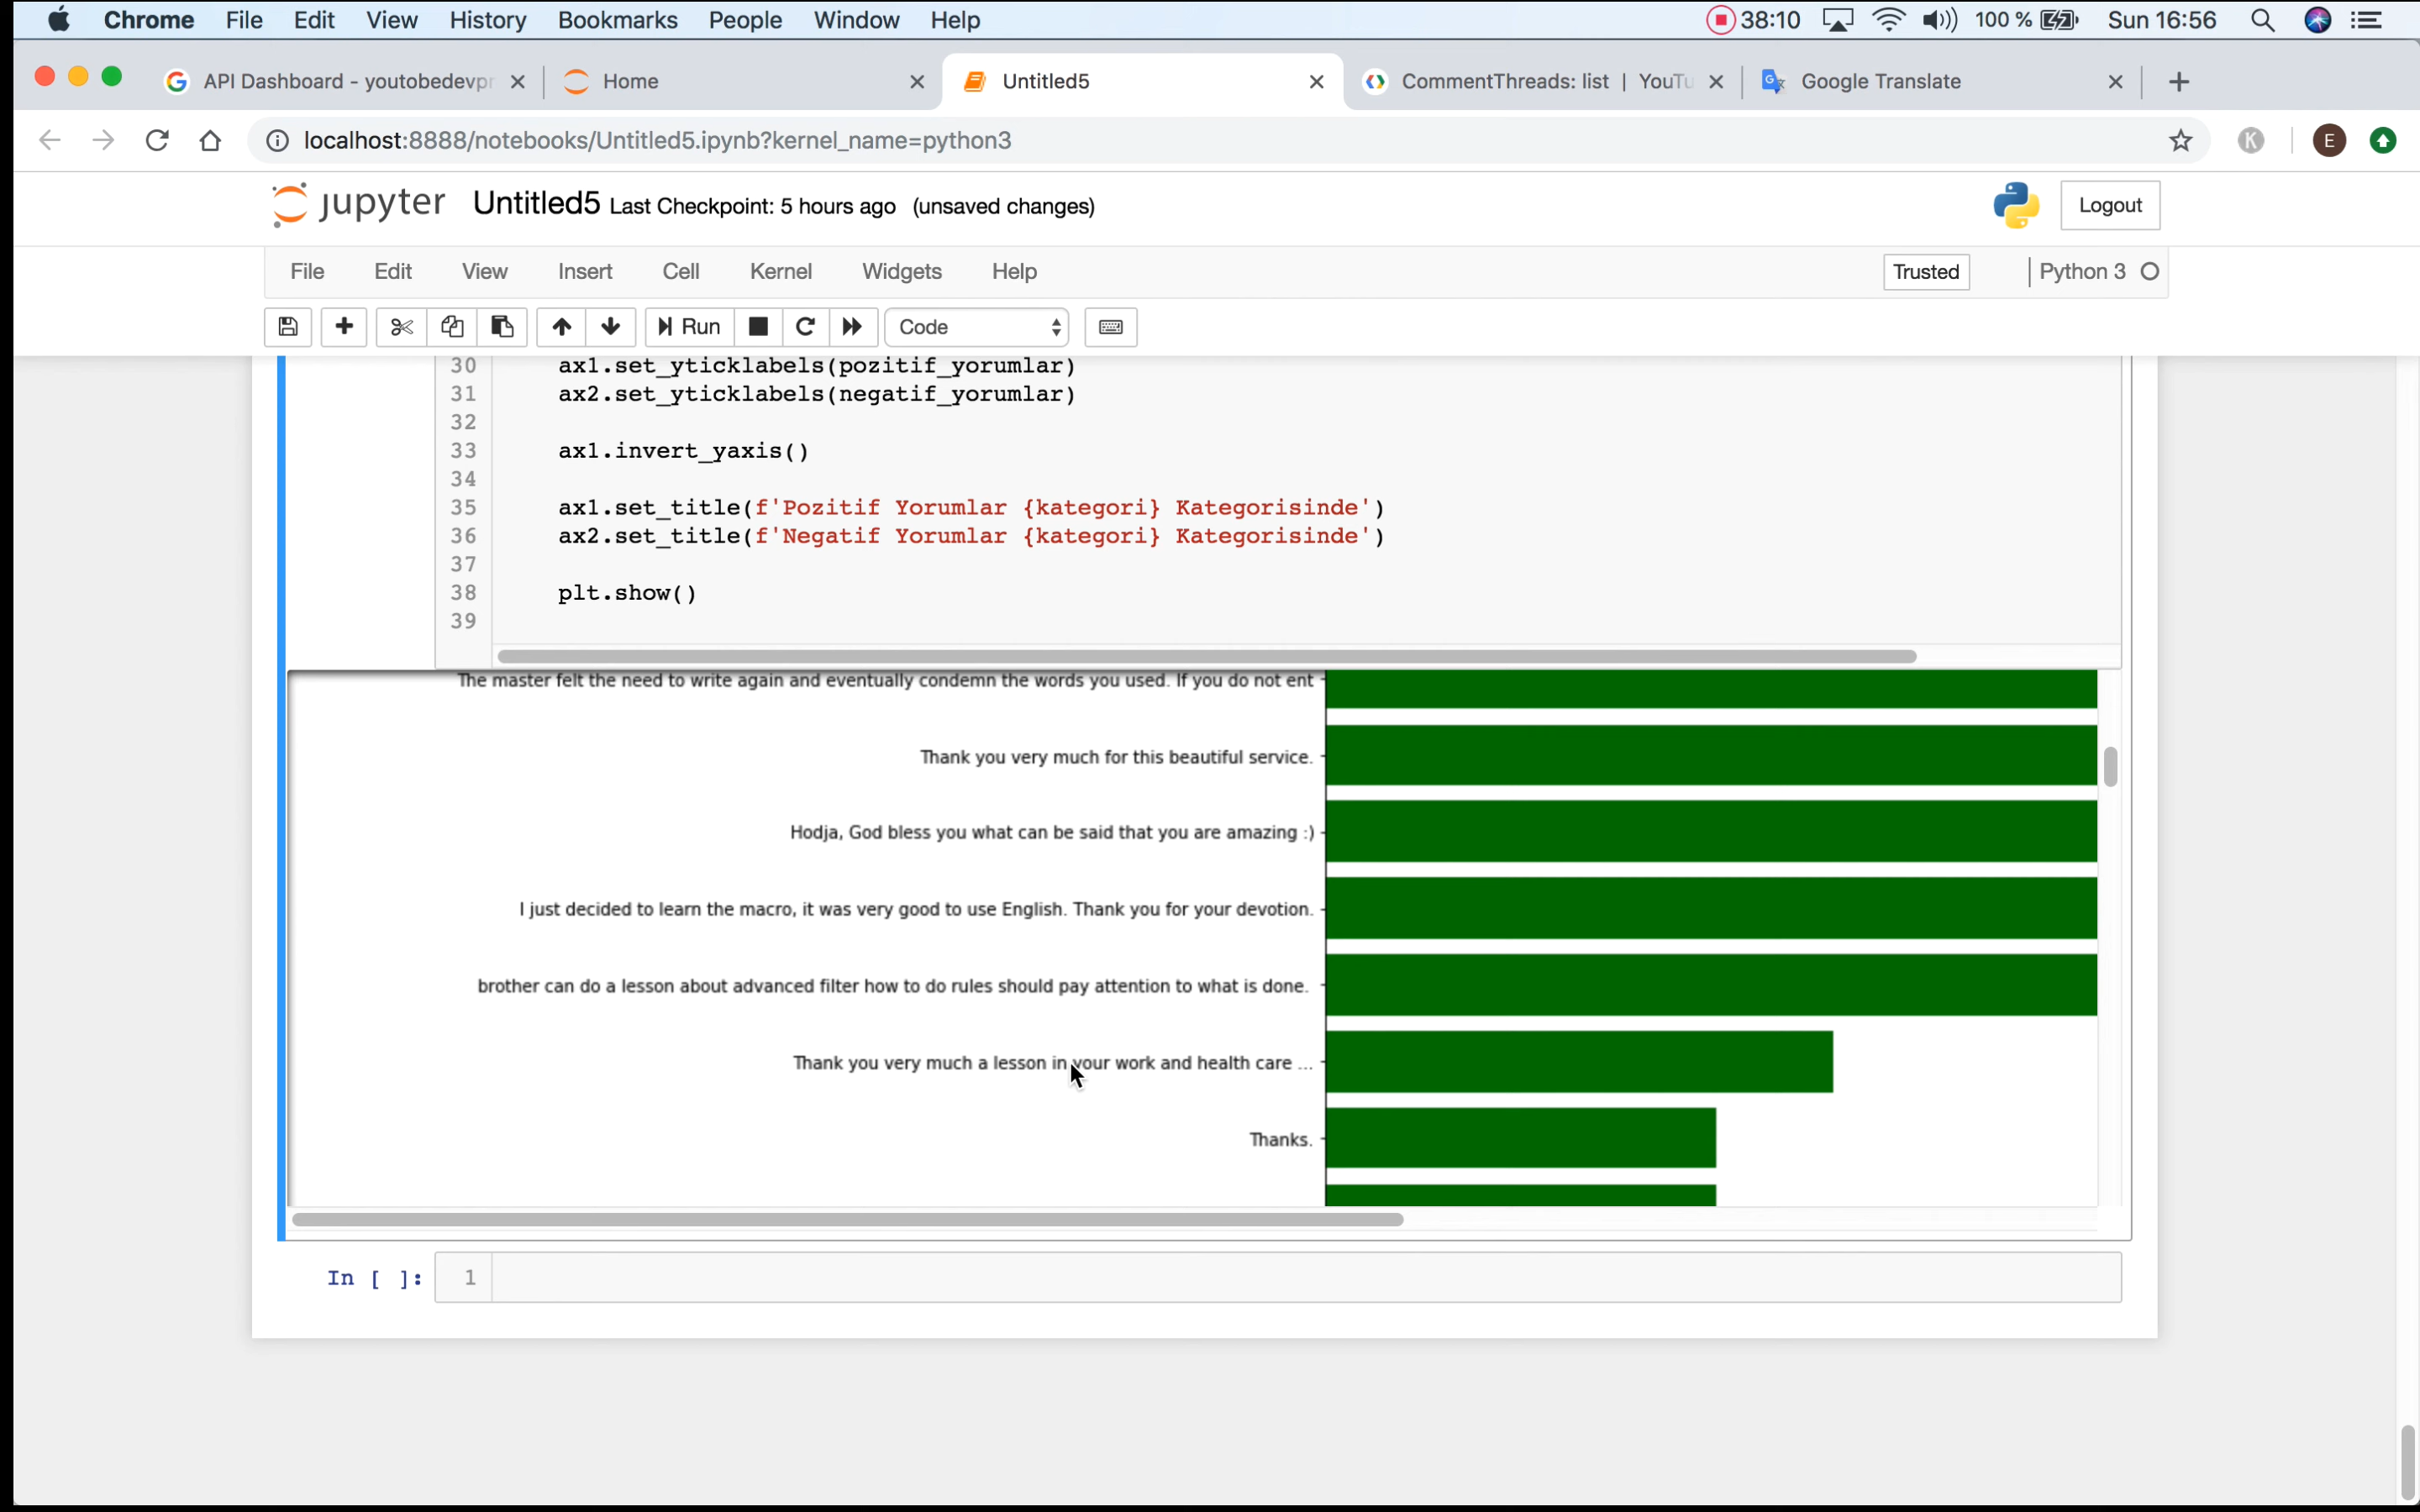 Chrome File Edit View History Bookmarks People Window Help 38:10 100 % Sun 16:56
API Dashboard - youtobedevpr Home Untitled5 CommentThreads: list | YouTu Google Translate
localhost:8888/notebooks/Untitled5.ipynb?kernel_name=python3 K E
jupyter Untitled5 Last Checkpoint: 5 hours ago (unsaved changes) Logout
File Edit View Insert Cell Kernel Widgets Help Trusted Python 3
Run Code
30 ax1.set_yticklabels(pozitif_yorumlar)
31 ax2.set_yticklabels(negatif_yorumlar)
32
33 ax1.invert_yaxis()
34
35 ax1.set_title(f'Pozitif Yorumlar {kategori} Kategorisinde')
36 ax2.set_title(f'Negatif Yorumlar {kategori} Kategorisinde')
37
38 plt.show()
39
The master felt the need to write again and eventually condemn the words you used. If you do not ent
Thank you very much for this beautiful service.
Hodja, God bless you what can be said that you are amazing :)
I just decided to learn the macro, it was very good to use English. Thank you for your devotion.
brother can do a lesson about advanced filter how to do rules should pay attention to what is done.
Thank you very much a lesson in your work and health care ...
Thanks.
In [ ]: 1